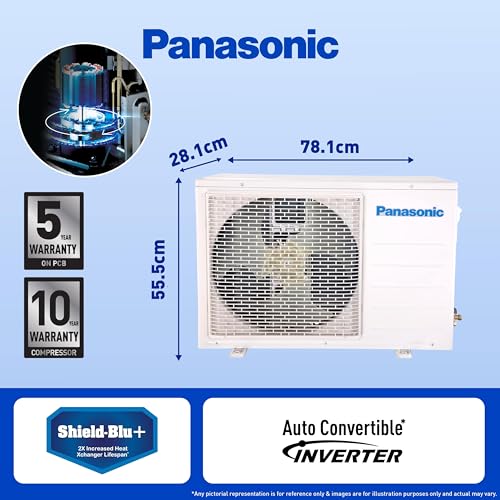 Panasonic
28.1cm
78.1cm
55.5cm
5 YEAR
WARRANTY
ON PCB
10 YEAR
WARRANTY
COMPRESSOR
Panasonic
Shield-Blu+
2X Increased Heat
Xchanger Lifespan*
Auto Convertible*
INVERTER
*Any pictorial representation is for reference only & images are for illustration purposes only and actual may vary.